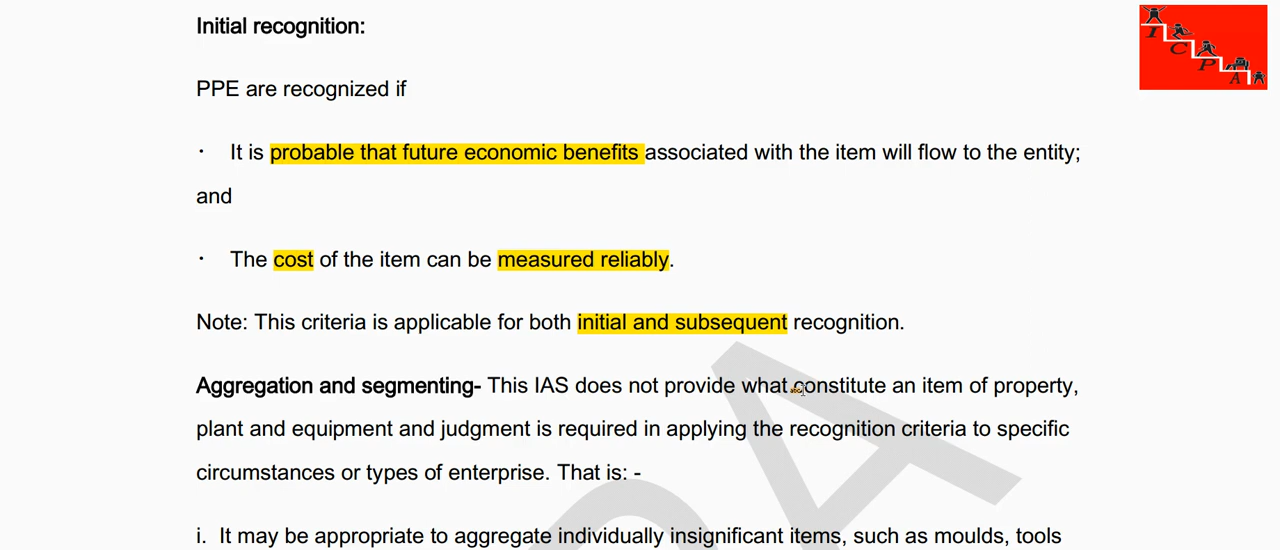 Initial recognition:
I
C
P
A
PPE are recognized if
· It is probable that future economic benefits associated with the item will flow to the entity;
and
· The cost of the item can be measured reliably.
Note: This criteria is applicable for both initial and subsequent recognition.
Aggregation and segmenting- This IAS does not provide what constitute an item of property,
plant and equipment and judgment is required in applying the recognition criteria to specific
circumstances or types of enterprise. That is: -
i. It may be appropriate to aggregate individually insignificant items, such as moulds, tools